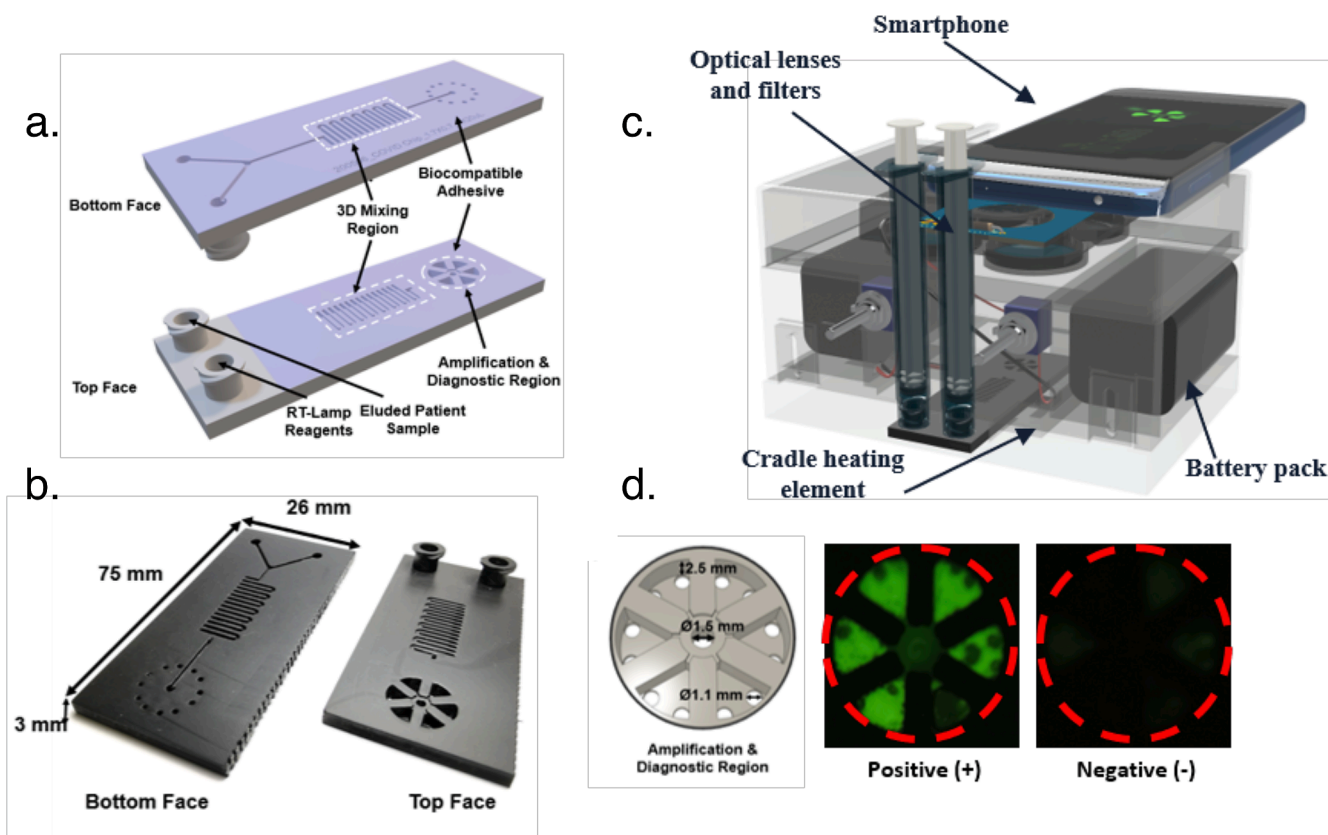 a.
Bottom Face
Biocompatible
Adhesive
3D Mixing
Region
Top Face
Amplification &
Diagnostic Region
RT-Lamp
Reagents
Eluded Patient
Sample
b.
26 mm
75 mm
3 mm
Bottom Face
Top Face
c.
Smartphone
Optical lenses
and filters
Cradle heating
element
Battery pack
d.
2.5 mm
Ø1.5 mm
Ø1.1 mm
Amplification &
Diagnostic Region
Positive (+)
Negative (-)